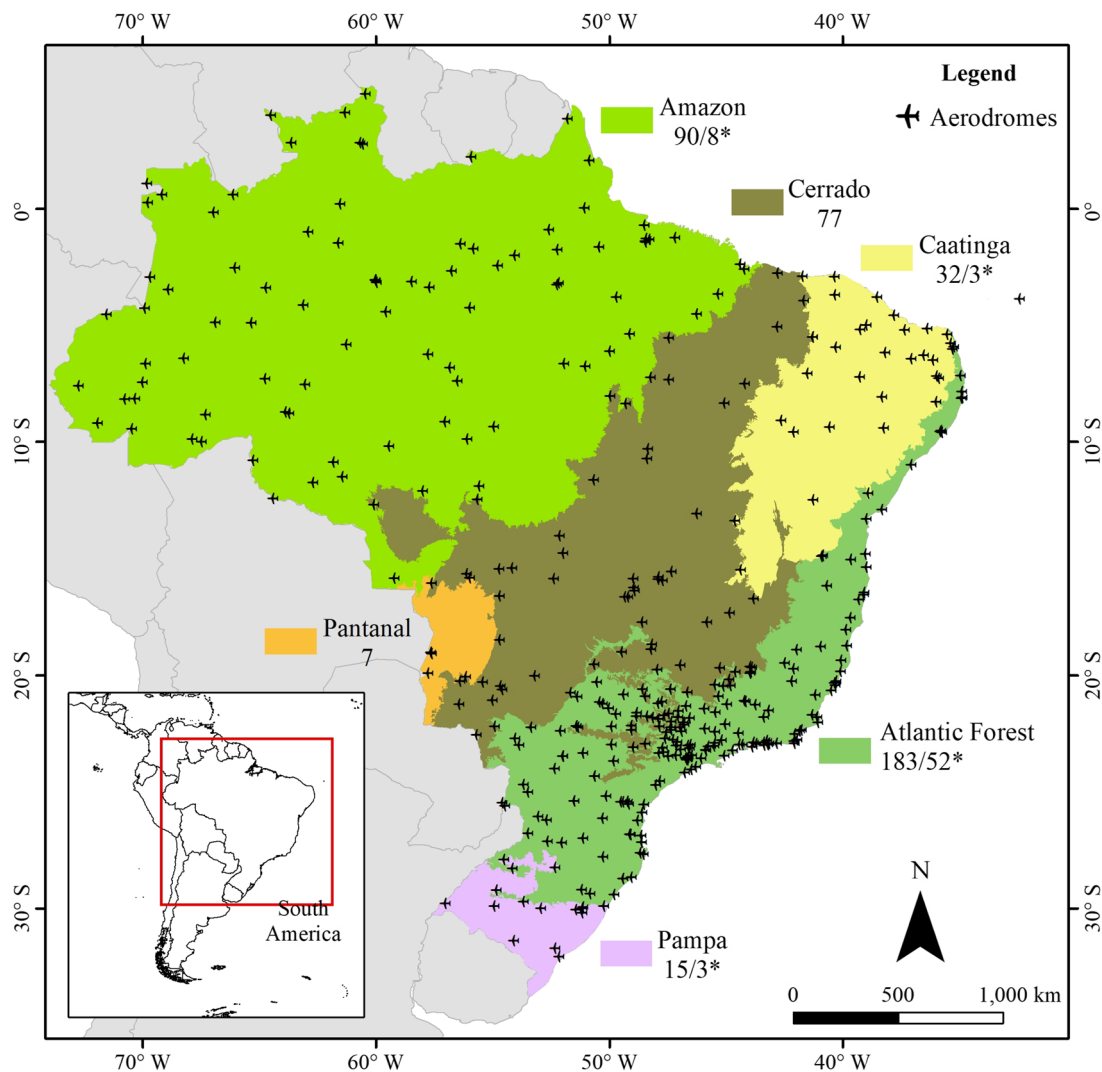 70° W 60° W 50° W 40° W
Legend
Aerodromes
Amazon
90/8*
Cerrado
77
Caatinga
32/3*
0° 0°
10° S 10° S
Pantanal
7
20° S 20° S
Atlantic Forest
183/52*
South
America
30° S 30° S
Pampa
15/3*
N
0 500 1,000 km
70° W 60° W 50° W 40° W